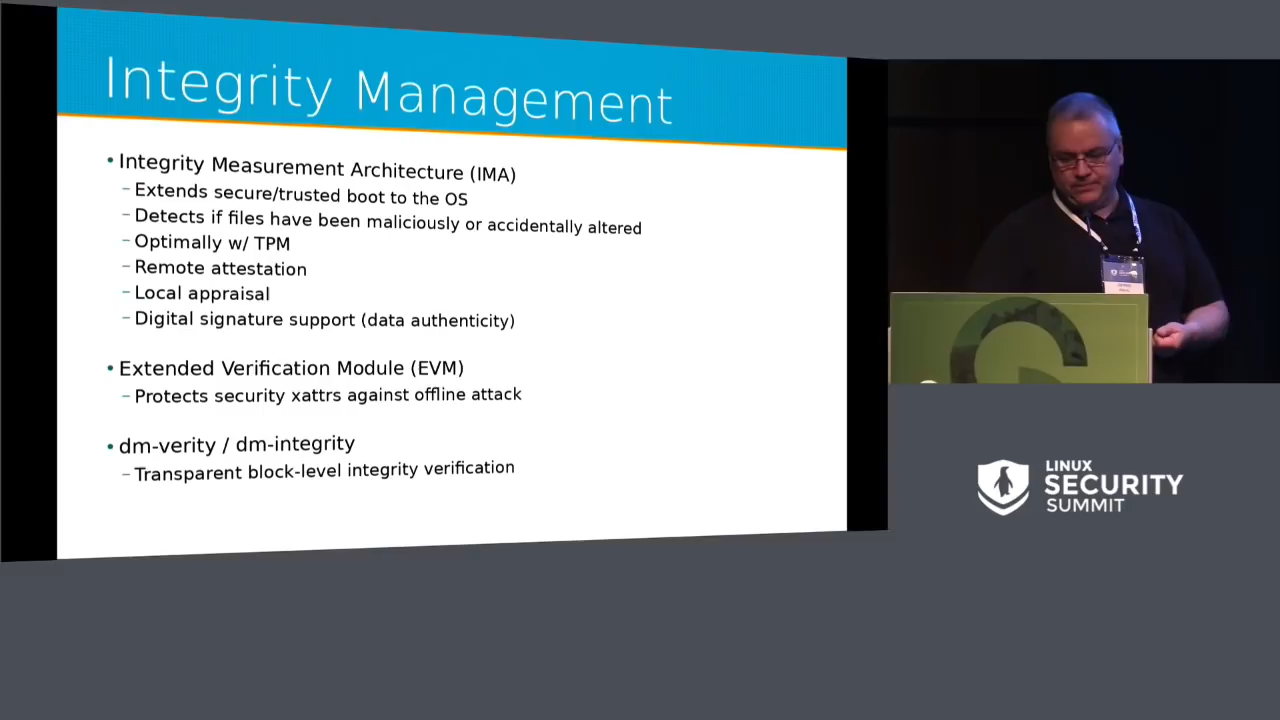 Integrity Management
• Integrity Measurement Architecture (IMA)
– Extends secure/trusted boot to the OS
– Detects if files have been maliciously or accidentally altered
– Optimally w/ TPM
– Remote attestation
– Local appraisal
– Digital signature support (data authenticity)
• Extended Verification Module (EVM)
– Protects security xattrs against offline attack
• dm-verity / dm-integrity
– Transparent block-level integrity verification
LINUX
SECURITY
SUMMIT